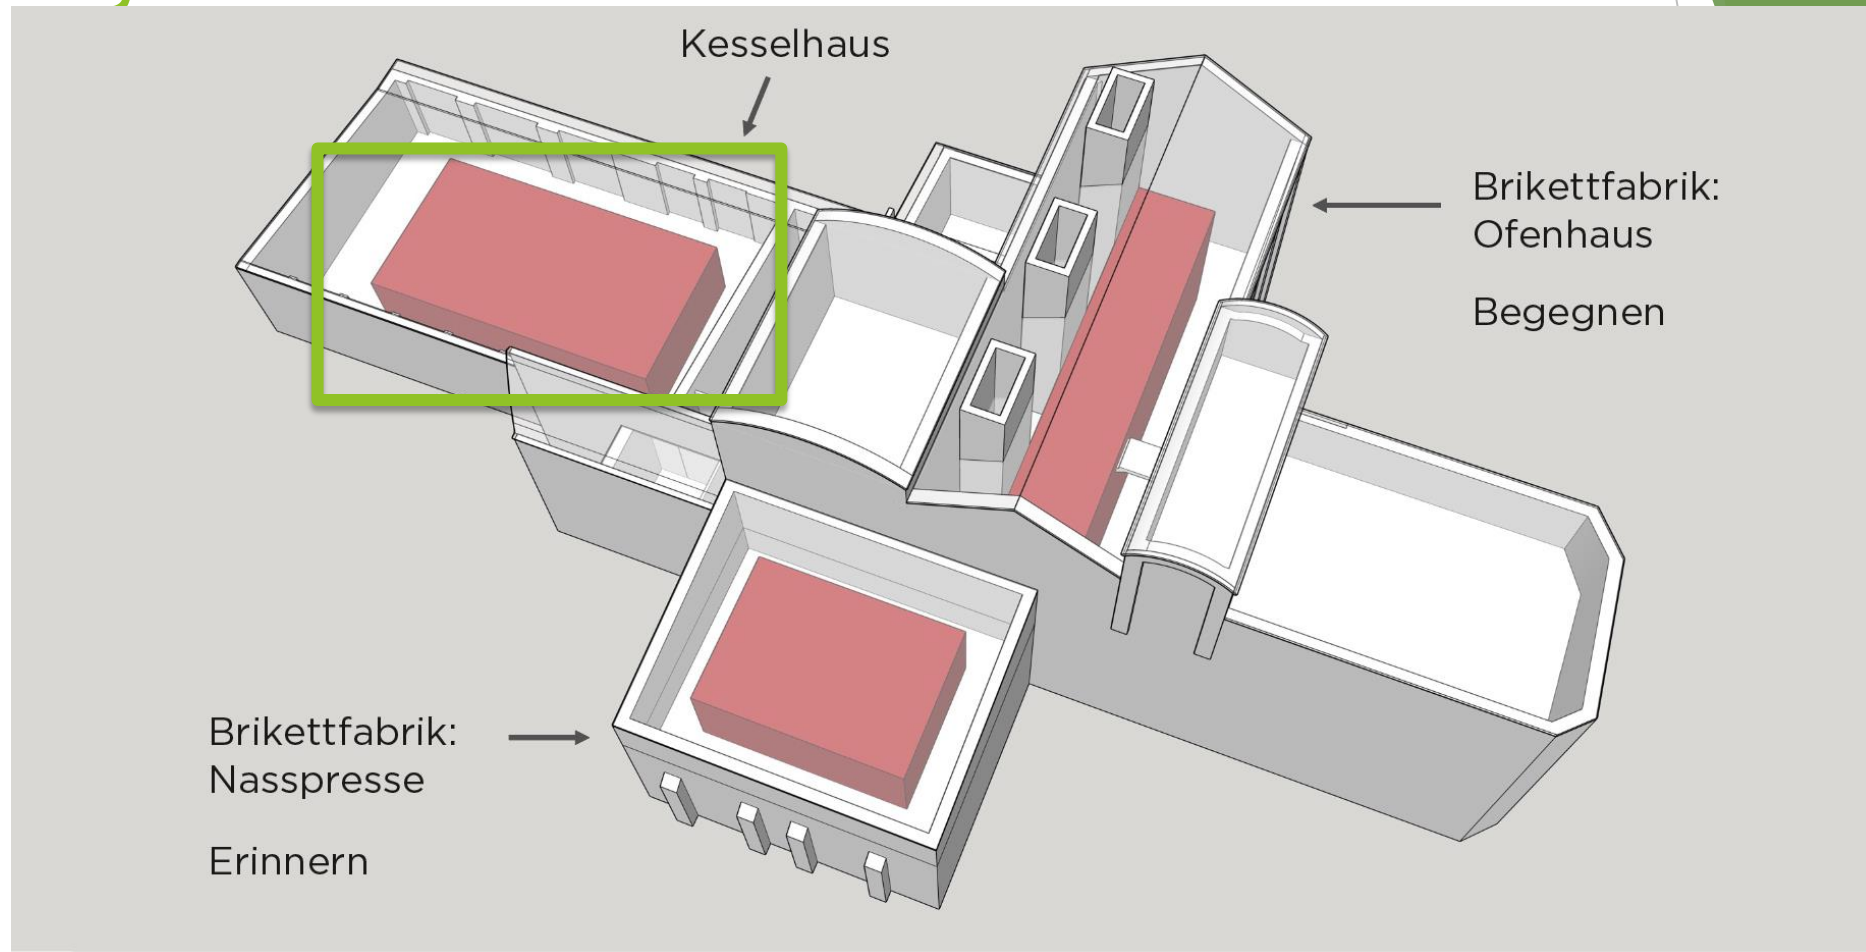 Kesselhaus
Brikettfabrik:
Ofenhaus
Begegnen
Brikettfabrik:
Nasspresse
Erinnern